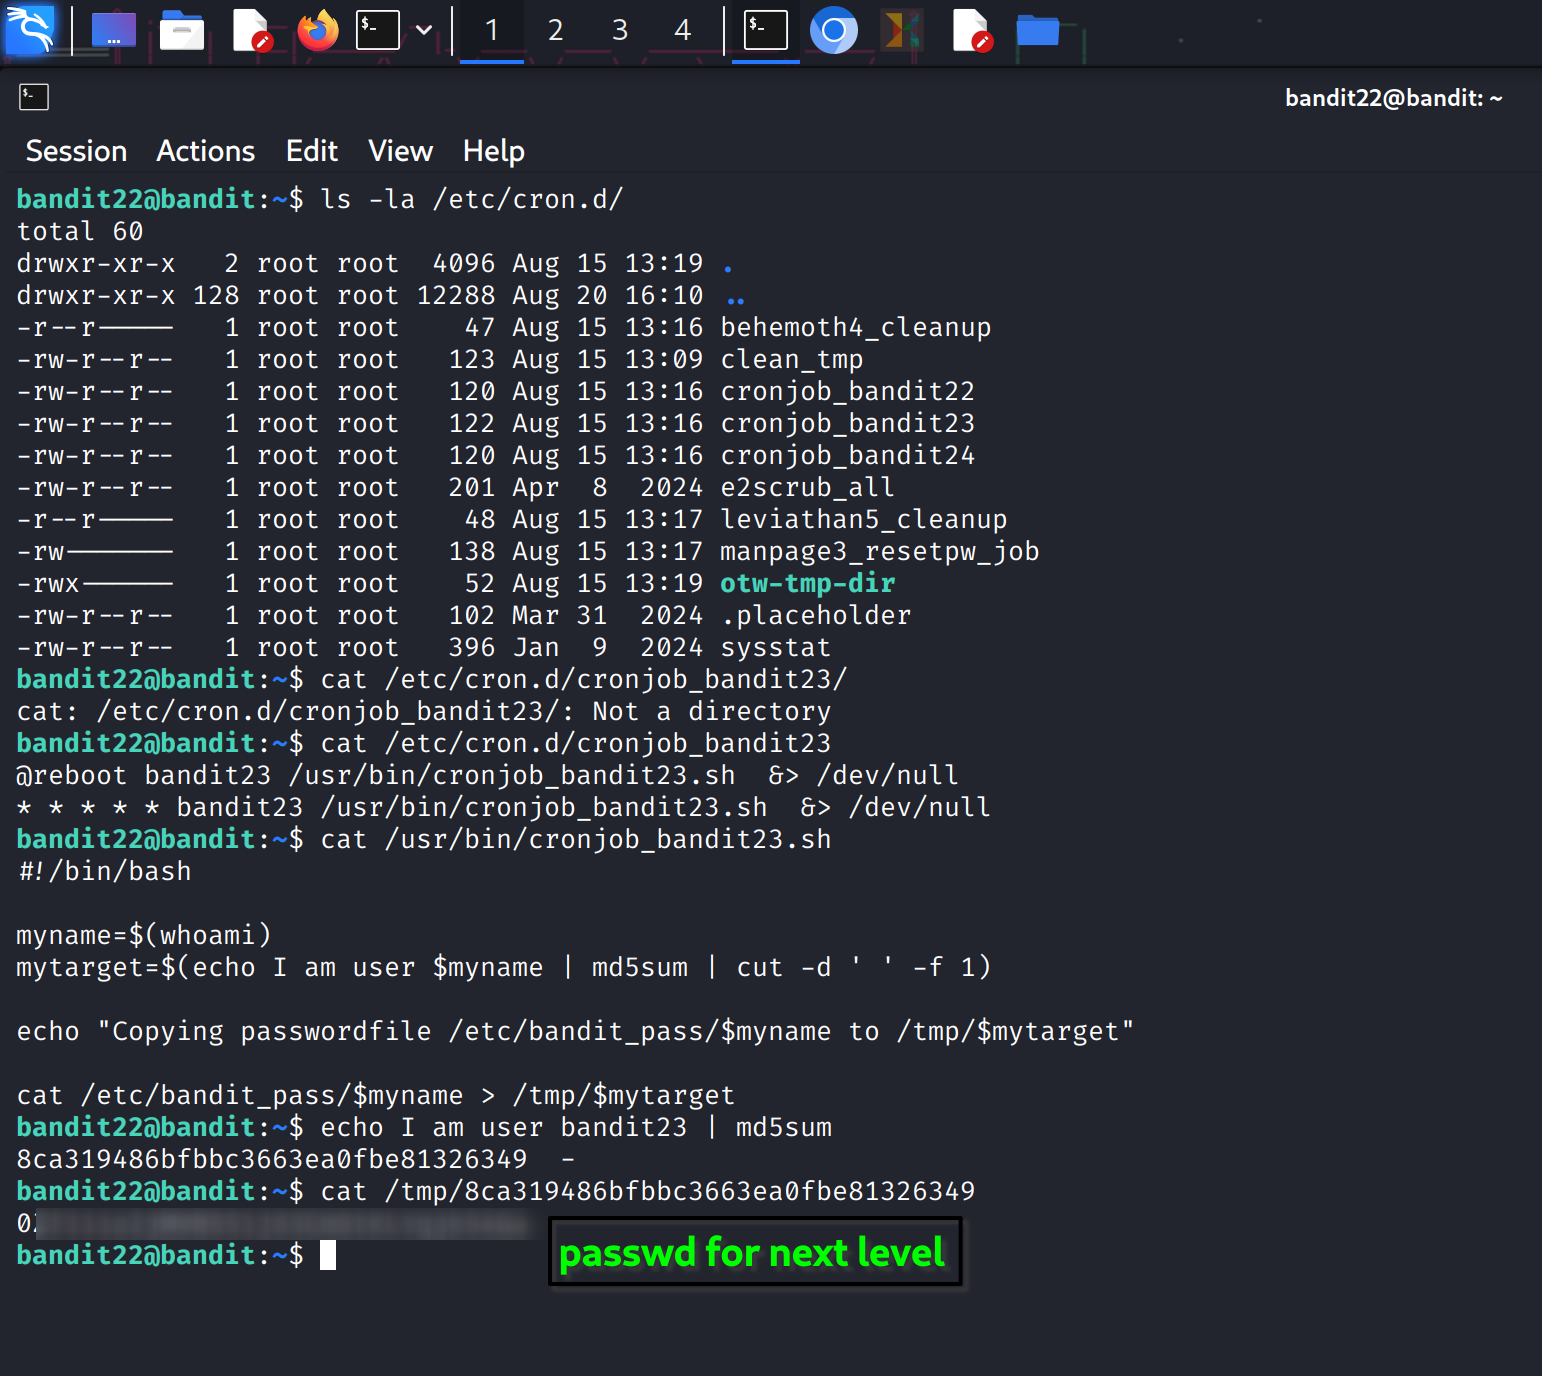 1 2 3 4
bandit22@bandit: ~
Session Actions Edit View Help
bandit22@bandit:~$ ls -la /etc/cron.d/
total 60
drwxr-xr-x   2 root root  4096 Aug 15 13:19 .
drwxr-xr-x 128 root root 12288 Aug 20 16:10 ..
-r--r-----   1 root root    47 Aug 15 13:16 behemoth4_cleanup
-rw-r--r--   1 root root   123 Aug 15 13:09 clean_tmp
-rw-r--r--   1 root root   120 Aug 15 13:16 cronjob_bandit22
-rw-r--r--   1 root root   122 Aug 15 13:16 cronjob_bandit23
-rw-r--r--   1 root root   120 Aug 15 13:16 cronjob_bandit24
-rw-r--r--   1 root root   201 Apr  8  2024 e2scrub_all
-r--r-----   1 root root    48 Aug 15 13:17 leviathan5_cleanup
-rw-------   1 root root   138 Aug 15 13:17 manpage3_resetpw_job
-rwx------   1 root root    52 Aug 15 13:19 otw-tmp-dir
-rw-r--r--   1 root root   102 Mar 31  2024 .placeholder
-rw-r--r--   1 root root   396 Jan  9  2024 sysstat
bandit22@bandit:~$ cat /etc/cron.d/cronjob_bandit23/
cat: /etc/cron.d/cronjob_bandit23/: Not a directory
bandit22@bandit:~$ cat /etc/cron.d/cronjob_bandit23
@reboot bandit23 /usr/bin/cronjob_bandit23.sh  &> /dev/null
* * * * * bandit23 /usr/bin/cronjob_bandit23.sh  &> /dev/null
bandit22@bandit:~$ cat /usr/bin/cronjob_bandit23.sh
#!/bin/bash
myname=$(whoami)
mytarget=$(echo I am user $myname | md5sum | cut -d ' ' -f 1)
echo "Copying passwordfile /etc/bandit_pass/$myname to /tmp/$mytarget"
cat /etc/bandit_pass/$myname > /tmp/$mytarget
bandit22@bandit:~$ echo I am user bandit23 | md5sum
8ca319486bfbbc3663ea0fbe81326349  -
bandit22@bandit:~$ cat /tmp/8ca319486bfbbc3663ea0fbe81326349
passwd for next level
bandit22@bandit:~$